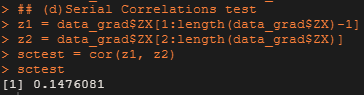 > ## (d)Serial Correlations test
> z1 = data_grad$ZX[1:length(data_grad$ZX)-1]
> z2 = data_grad$ZX[2:length(data_grad$ZX)]
> sctest = cor(z1, z2)
> sctest
[1] 0.1476081